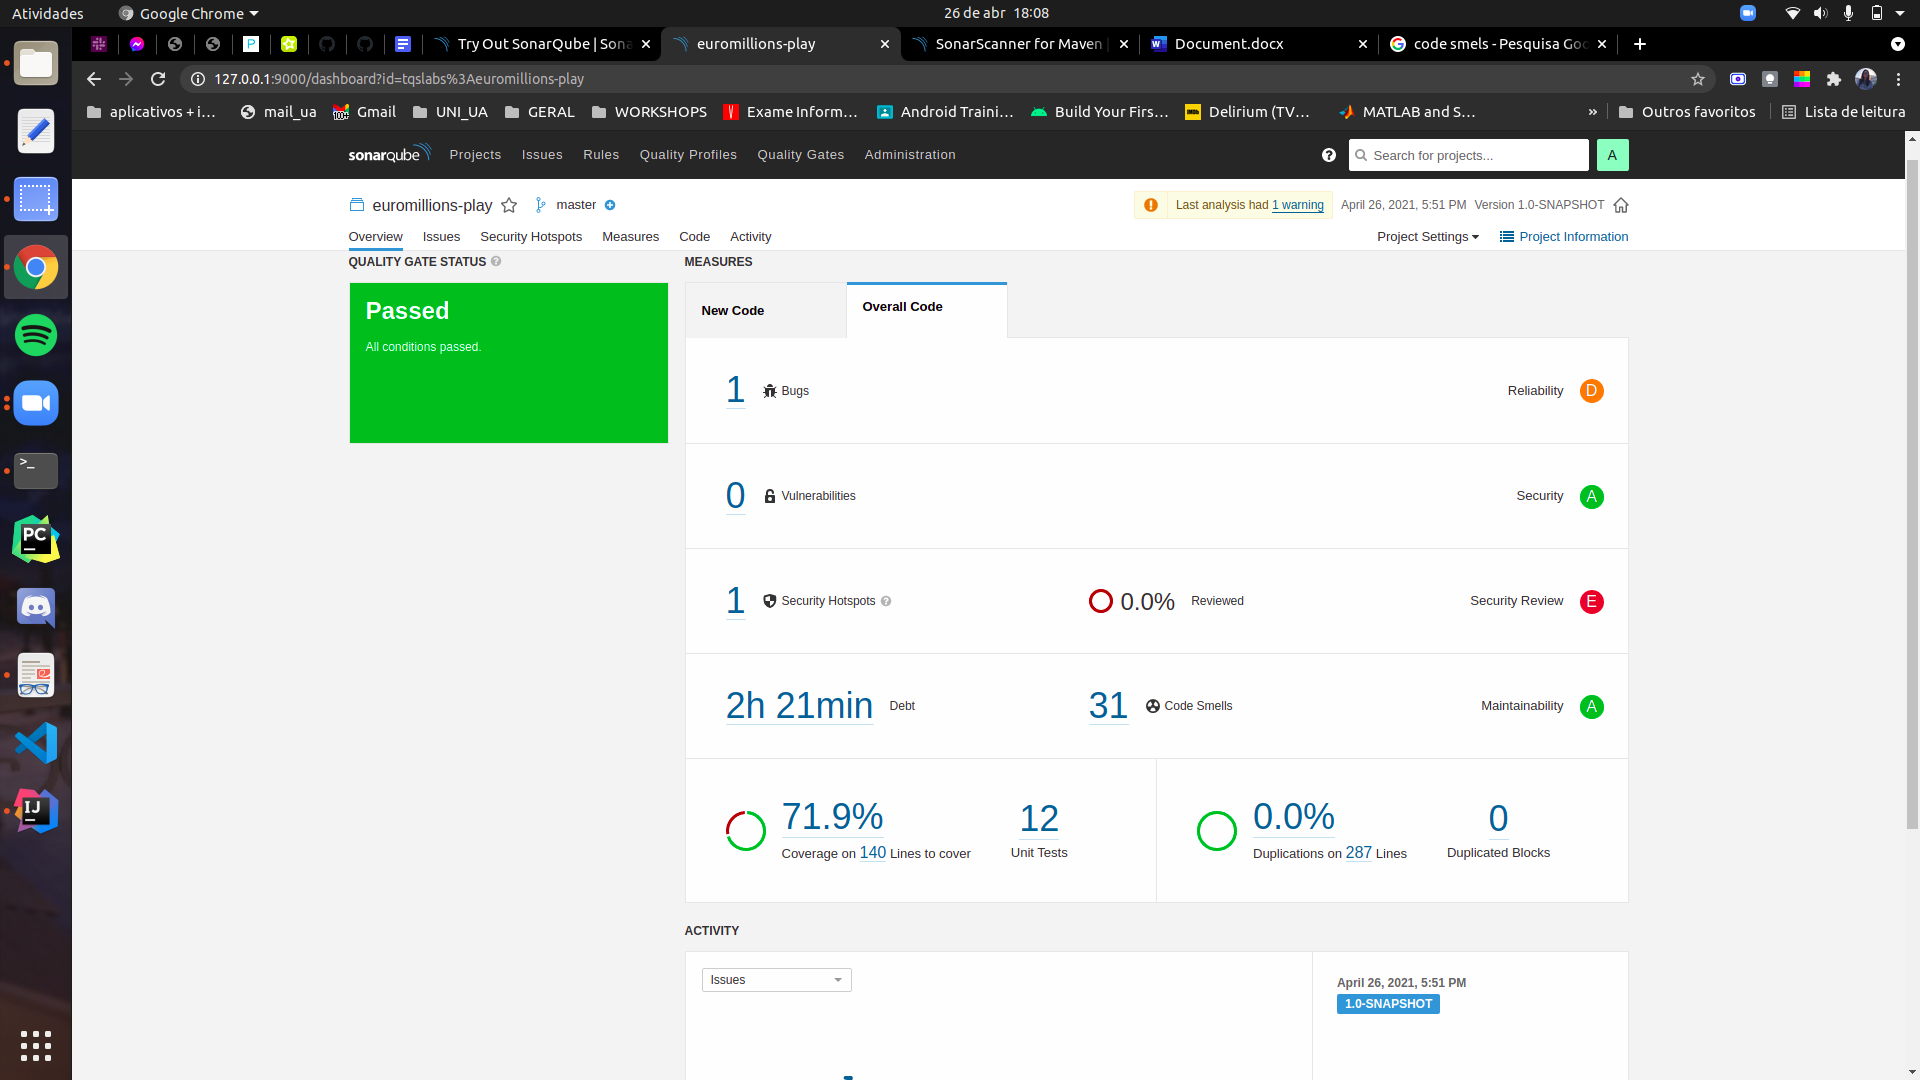 Atividades
Google Chrome
26 de abr 18:08
Try Out SonarQube | Sona
euromillions-play
SonarScanner for Maven
Document.docx
code smels - Pesquisa Goo
127.0.0.1:9000/dashboard?id=tqslabs%3Aeuromillions-play
aplicativos + i…
mail_ua
Gmail
UNI_UA
GERAL
WORKSHOPS
Exame Inform…
Android Traini…
Build Your Firs…
Delirium (TV…
MATLAB and S…
»
Outros favoritos
Lista de leitura
sonarqube
Projects
Issues
Rules
Quality Profiles
Quality Gates
Administration
Search for projects...
A
euromillions-play
master
Last analysis had 1 warning
April 26, 2021, 5:51 PM
Version 1.0-SNAPSHOT
Overview
Issues
Security Hotspots
Measures
Code
Activity
Project Settings
Project Information
QUALITY GATE STATUS
MEASURES
Passed
All conditions passed.
New Code
Overall Code
1 Bugs
Reliability D
0 Vulnerabilities
Security A
1 Security Hotspots
0.0% Reviewed
Security Review E
2h 21min Debt
31 Code Smells
Maintainability A
71.9%
Coverage on 140 Lines to cover
12
Unit Tests
0.0%
Duplications on 287 Lines
0
Duplicated Blocks
ACTIVITY
Issues
April 26, 2021, 5:51 PM
1.0-SNAPSHOT
PC
IJ